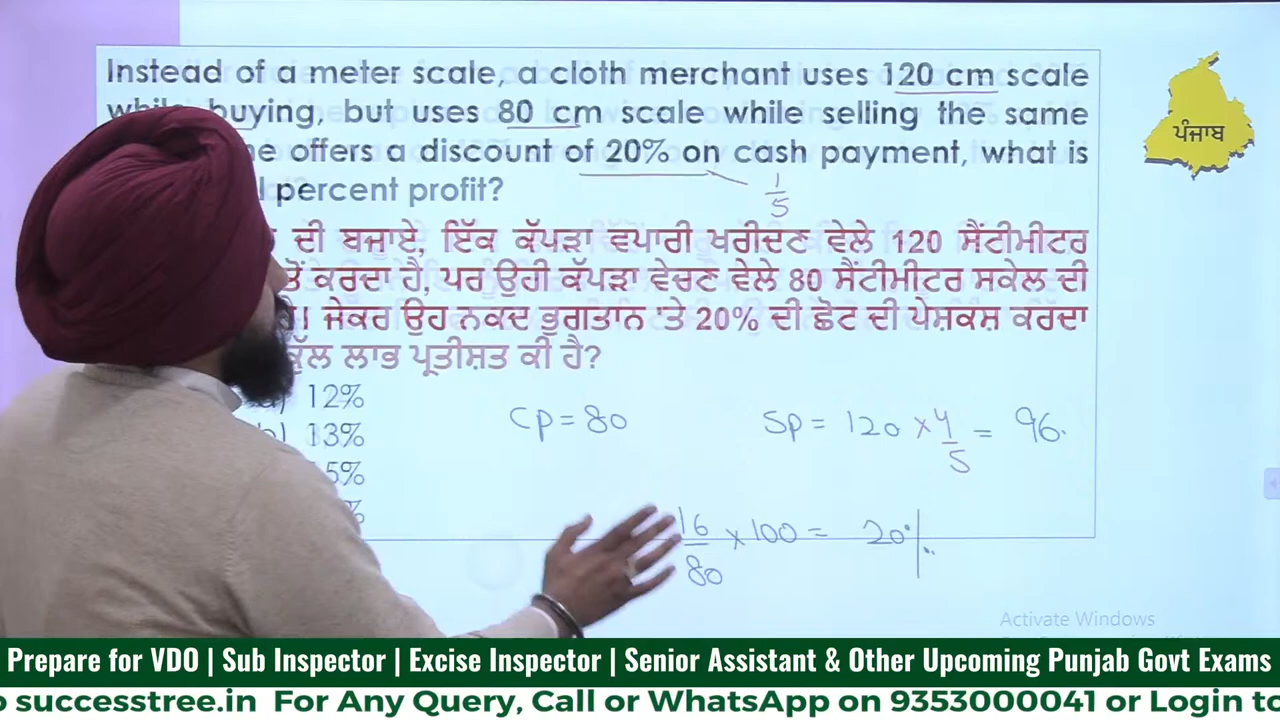 Instead of a meter scale, a cloth merchant uses 120 cm scale
buying, but uses 80 cm scale while selling the same
offers a discount of 20% on cash payment, what is
percent profit?
1/5
ਪੰਜਾਬ
ਦੀ ਬਜਾਏ, ਇੱਕ ਕੱਪੜਾ ਵਪਾਰੀ ਖਰੀਦਣ ਵੇਲੇ 120 ਸੈਂਟੀਮੀਟਰ
ਤੋਂ ਕਰਦਾ ਹੈ, ਪਰ ਉਹੀ ਕੱਪੜਾ ਵੇਚਣ ਵੇਲੇ 80 ਸੈਂਟੀਮੀਟਰ ਸਕੇਲ ਦੀ
ਜੇਕਰ ਉਹ ਨਕਦ ਭੁਗਤਾਨ 'ਤੇ 20% ਦੀ ਛੋਟ ਦੀ ਪੇਸ਼ਕਸ਼ ਕਰਦਾ
ਕੁੱਲ ਲਾਭ ਪ੍ਰਤੀਸ਼ਤ ਕੀ ਹੈ?
12%
b) 13%
5%
CP = 80
SP = 120 × 4/5 = 96.
16/80 × 100 = 20%.
Activate Windows
Prepare for VDO | Sub Inspector | Excise Inspector | Senior Assistant & Other Upcoming Punjab Govt Exams
successtree.in For Any Query, Call or WhatsApp on 9353000041 or Login to